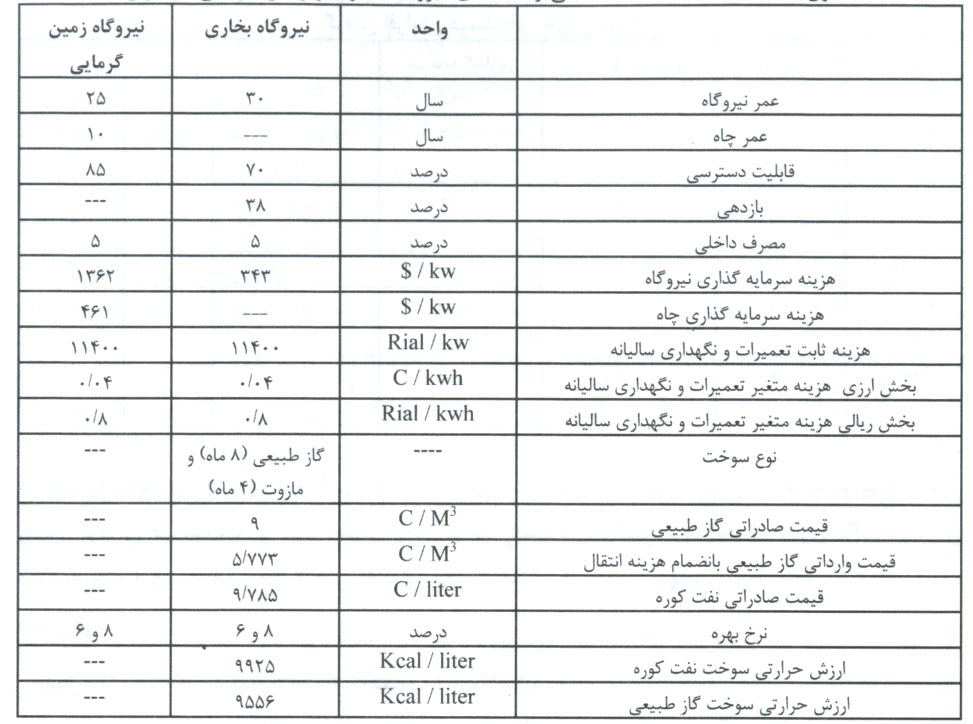 واحد نیروگاه بخاری نیروگاه زمین
گرمایی
عمر نیروگاه سال ۳۰ ۲۵
عمر چاه سال --- ۱۰
قابلیت دسترسی درصد ۷۰ ۸۵
بازدهی درصد ۳۸ ---
مصرف داخلی درصد ۵ ۵
هزینه سرمایه گذاری نیروگاه $ / kw ۳۴۳ ۱۳۶۲
هزینه سرمایه گذاری چاه $ / kw --- ۴۶۱
هزینه ثابت تعمیرات و نگهداری سالیانه Rial / kw ۱۱۴۰۰ ۱۱۴۰۰
بخش ارزی هزینه متغیر تعمیرات و نگهداری سالیانه C / kwh ۰/۰۴ ۰/۰۴
بخش ریالی هزینه متغیر تعمیرات و نگهداری سالیانه Rial / kwh ۰/۸ ۰/۸
نوع سوخت ---- گاز طبیعی (۸ ماه) و ---
مازوت (۴ ماه)
قیمت صادراتی گاز طبیعی C / M³ ۹ ---
قیمت وارداتی گاز طبیعی بانضمام هزینه انتقال C / M³ ۵/۷۷۳ ---
قیمت صادراتی نفت کوره C / liter ۹/۷۸۵ ---
نرخ بهره درصد ۸ و ۶ ۸ و ۶
ارزش حرارتی سوخت نفت کوره Kcal / liter ۹۹۲۵ ---
ارزش حرارتی سوخت گاز طبیعی Kcal / liter ۹۵۵۶ ---